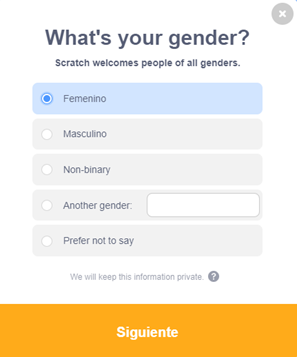 What's your gender?
Scratch welcomes people of all genders.
Femenino
Masculino
Non-binary
Another gender:
Prefer not to say
We will keep this information private. ?
Siguiente